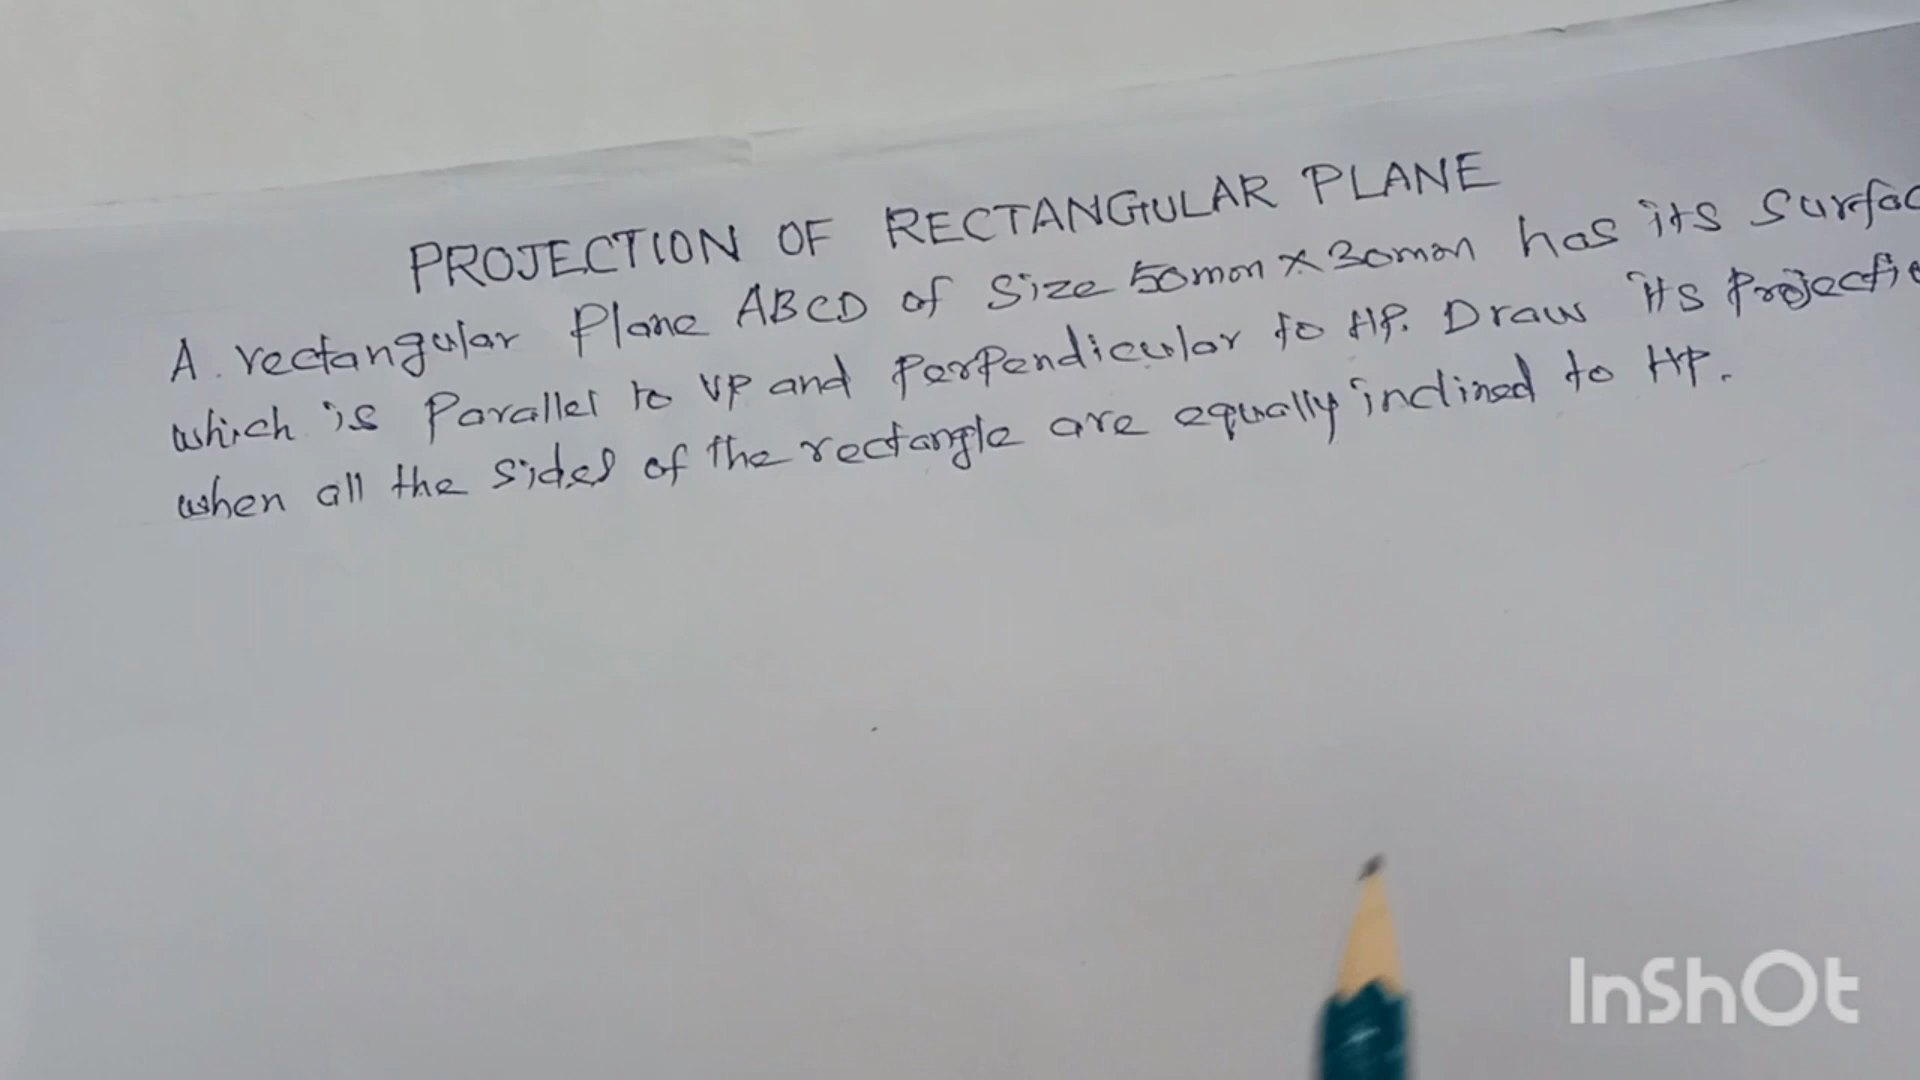 PROJECTION OF RECTANGULAR PLANE
A. rectangular Plane ABCD of Size 50mm × 30mm has its Surfac
which is Parallel to VP and Perpendicular to HP. Draw its Projectio
when all the sides of the rectangle are equally inclined to HP.
InShOt